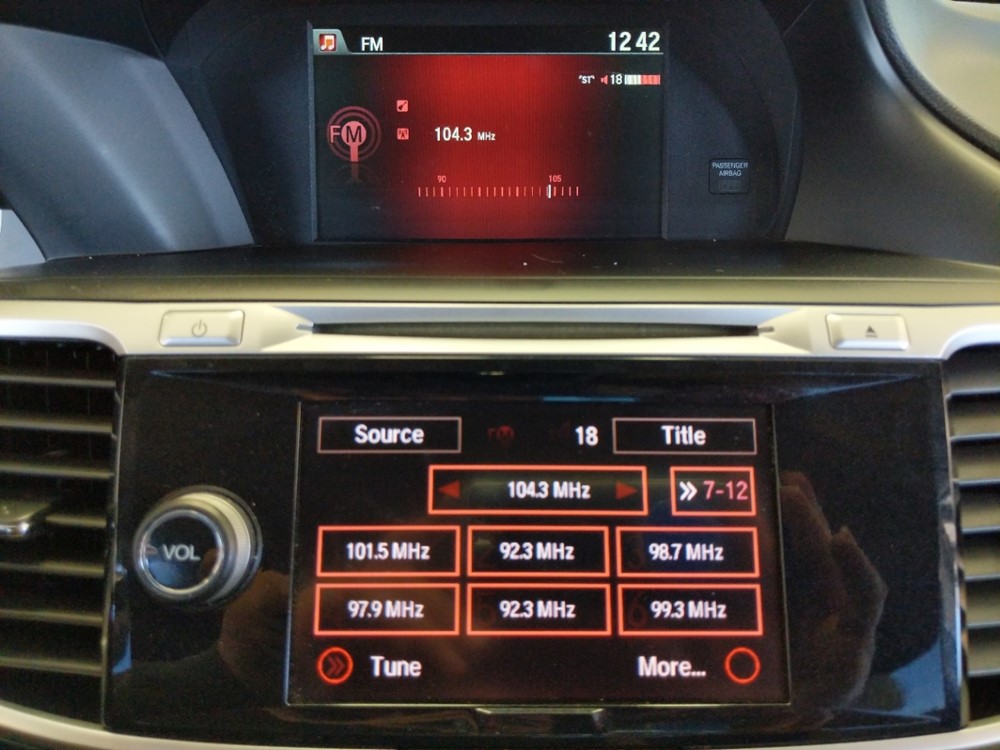 FM 12 42
"ST" 18
FM
104.3 MHz
90 105
PASSENGER
AIRBAG
Source 18 Title
104.3 MHz 7-12
101.5 MHz 92.3 MHz 98.7 MHz
97.9 MHz 92.3 MHz 99.3 MHz
VOL
Tune More...